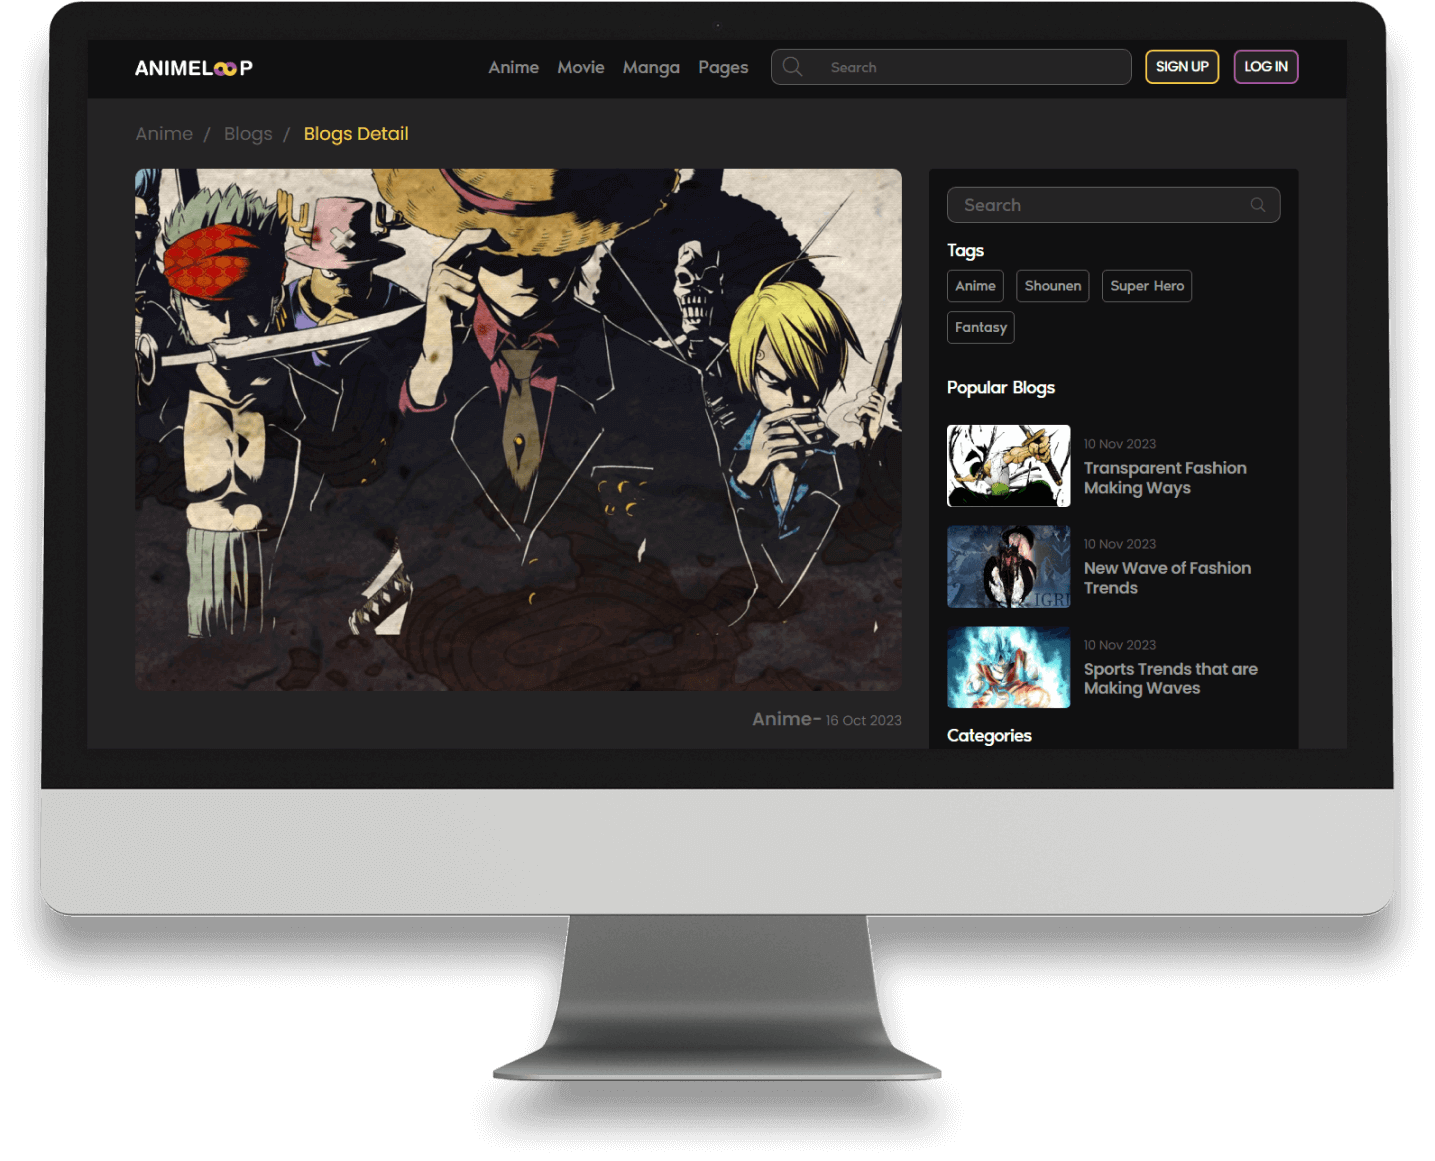 ANIMELOOP
Anime Movie Manga Pages
Search
SIGN UP
LOG IN
Anime / Blogs / Blogs Detail
Anime- 16 Oct 2023
Search
Tags
Anime Shounen Super Hero
Fantasy
Popular Blogs
10 Nov 2023
Transparent Fashion
Making Ways
10 Nov 2023
New Wave of Fashion
Trends
IGRI
10 Nov 2023
Sports Trends that are
Making Waves
Categories